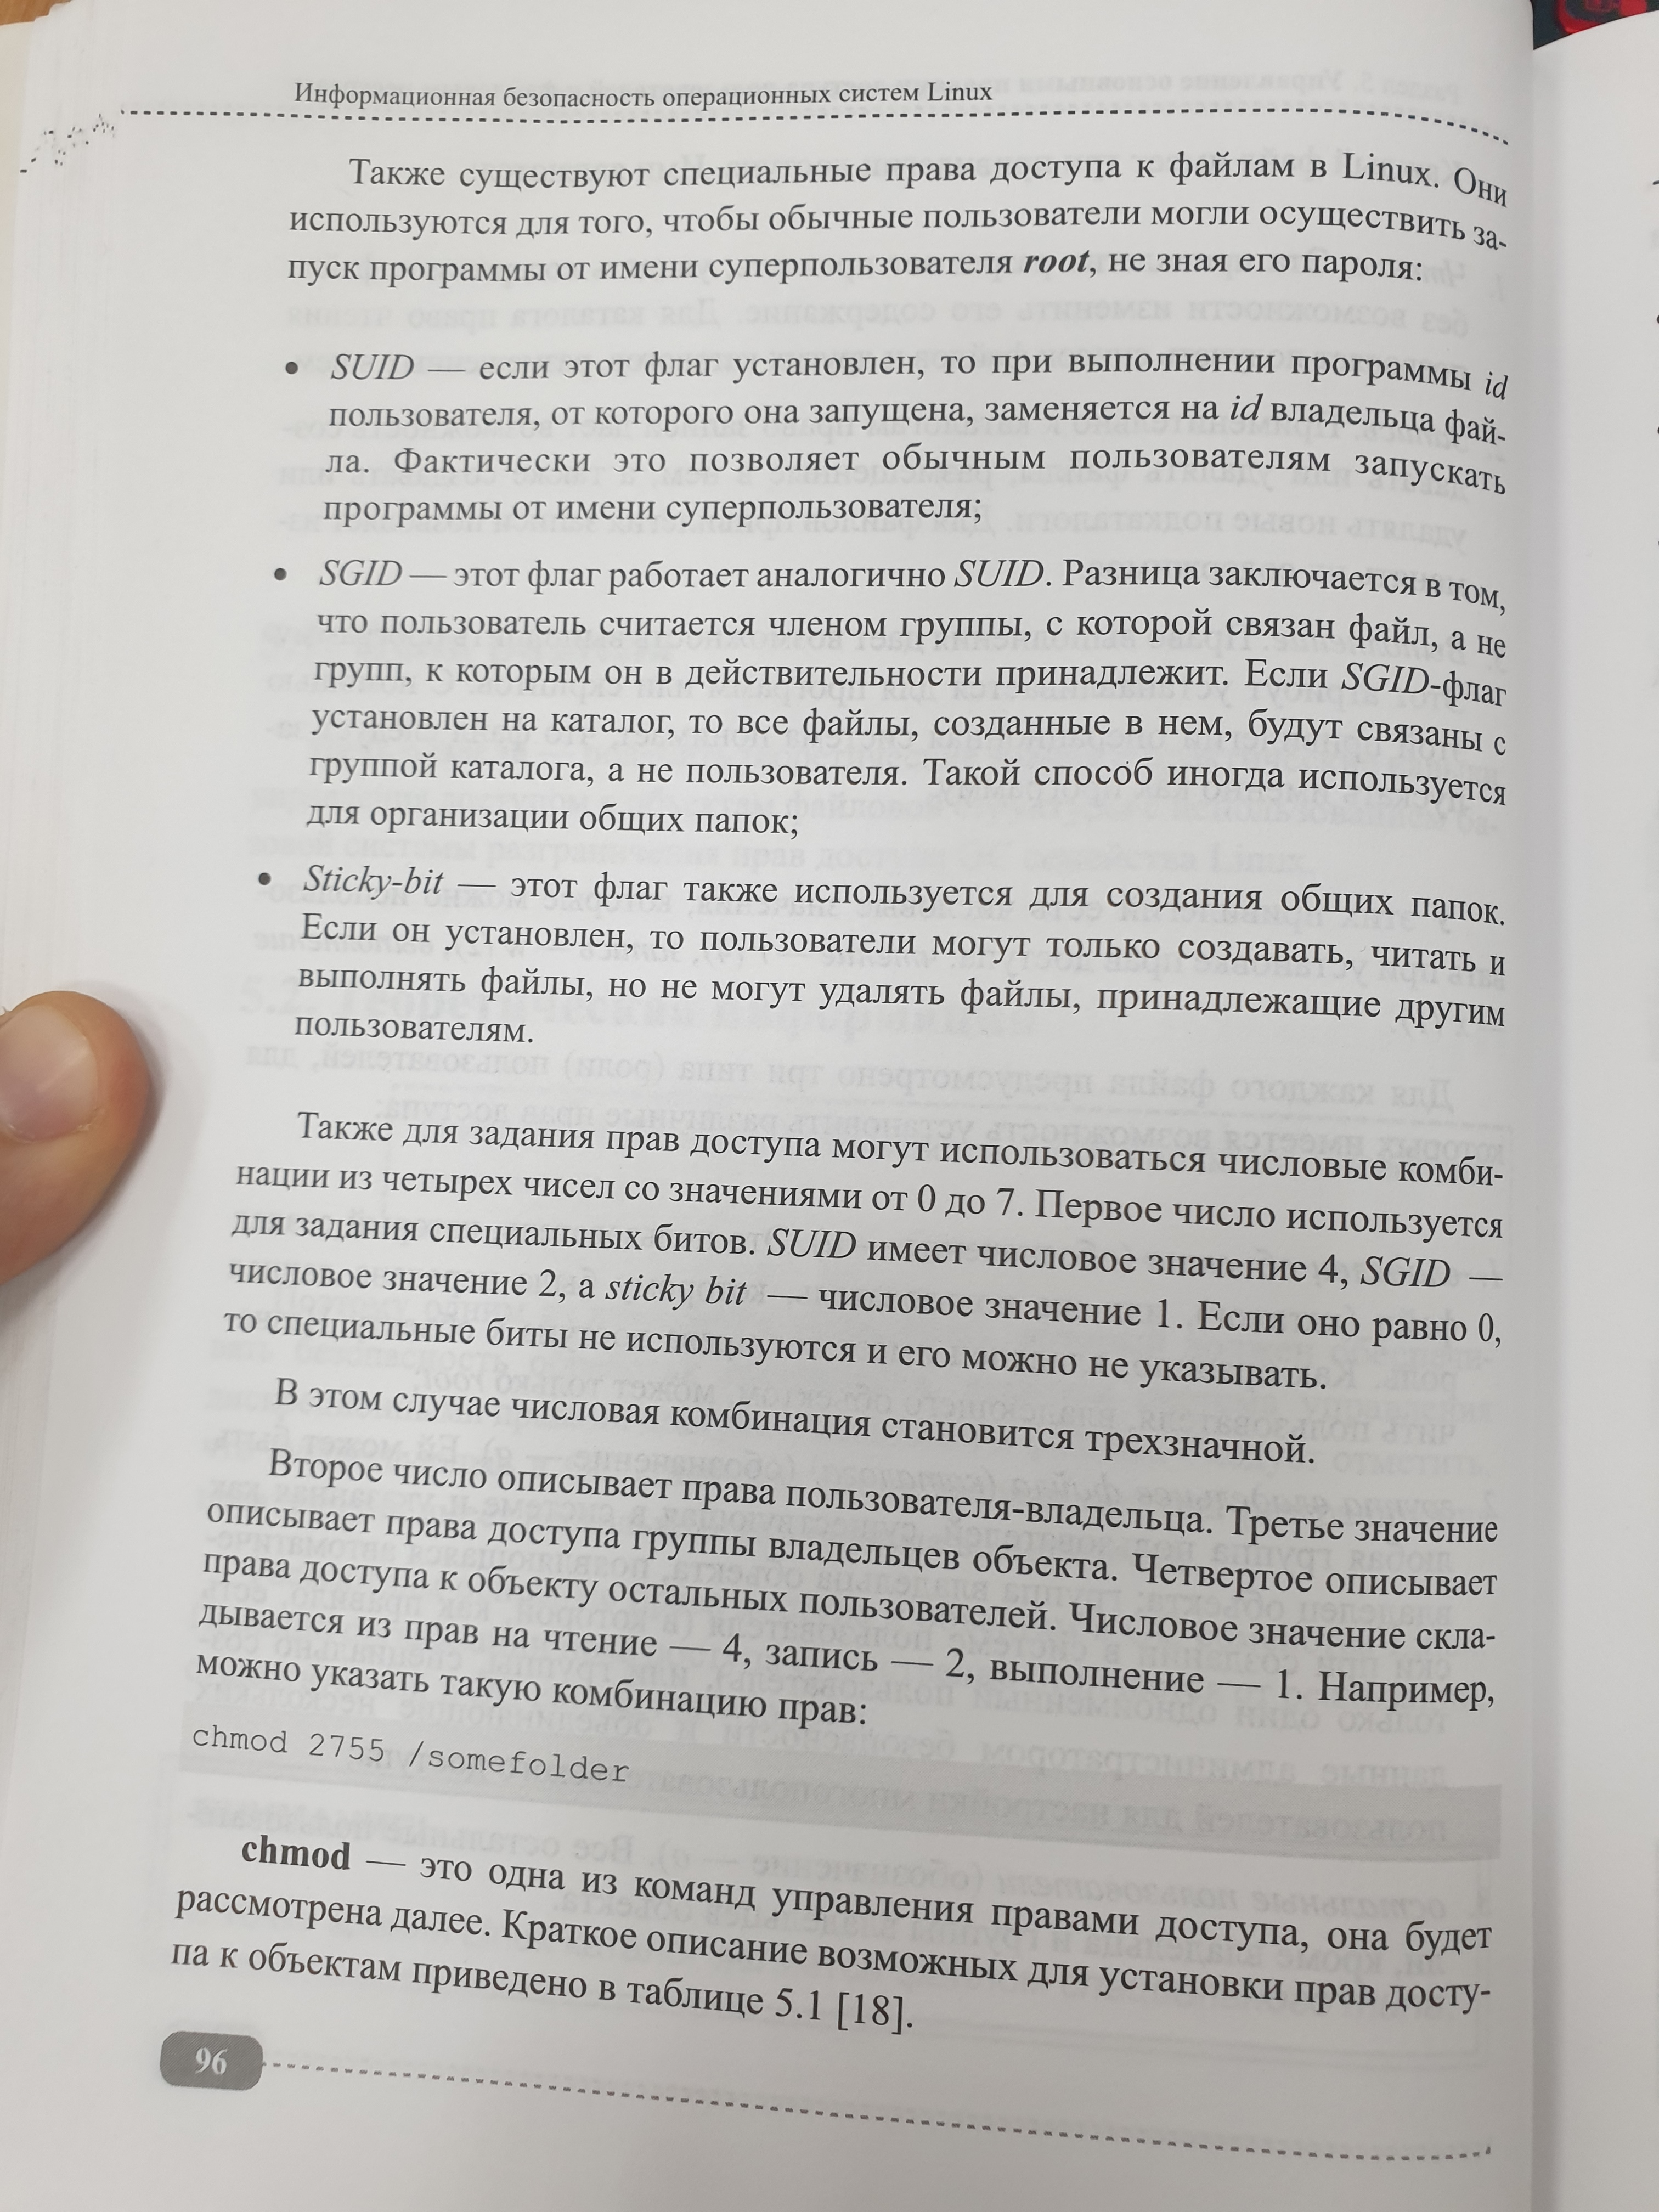 Информационная безопасность операционных систем Linux
Также существуют специальные права доступа к файлам в Linux. Они
используются для того, чтобы обычные пользователи могли осуществить за-
пуск программы от имени суперпользователя root, не зная его пароля:
• SUID — если этот флаг установлен, то при выполнении программы id
пользователя, от которого она запущена, заменяется на id владельца фай-
ла. Фактически это позволяет обычным пользователям запускать
программы от имени суперпользователя;
• SGID — этот флаг работает аналогично SUID. Разница заключается в том,
что пользователь считается членом группы, с которой связан файл, а не
групп, к которым он в действительности принадлежит. Если SGID-флаг
установлен на каталог, то все файлы, созданные в нем, будут связаны с
группой каталога, а не пользователя. Такой способ иногда используется
для организации общих папок;
• Sticky-bit — этот флаг также используется для создания общих папок.
Если он установлен, то пользователи могут только создавать, читать и
выполнять файлы, но не могут удалять файлы, принадлежащие другим
пользователям.
Также для задания прав доступа могут использоваться числовые комби-
нации из четырех чисел со значениями от 0 до 7. Первое число используется
для задания специальных битов. SUID имеет числовое значение 4, SGID —
числовое значение 2, а sticky bit — числовое значение 1. Если оно равно 0,
то специальные биты не используются и его можно не указывать.
В этом случае числовая комбинация становится трехзначной.
Второе число описывает права пользователя-владельца. Третье значение
описывает права доступа группы владельцев объекта. Четвертое описывает
права доступа к объекту остальных пользователей. Числовое значение скла-
дывается из прав на чтение — 4, запись — 2, выполнение — 1. Например,
можно указать такую комбинацию прав:
chmod 2755 /somefolder
chmod — это одна из команд управления правами доступа, она будет
рассмотрена далее. Краткое описание возможных для установки прав досту-
па к объектам приведено в таблице 5.1 [18].
96